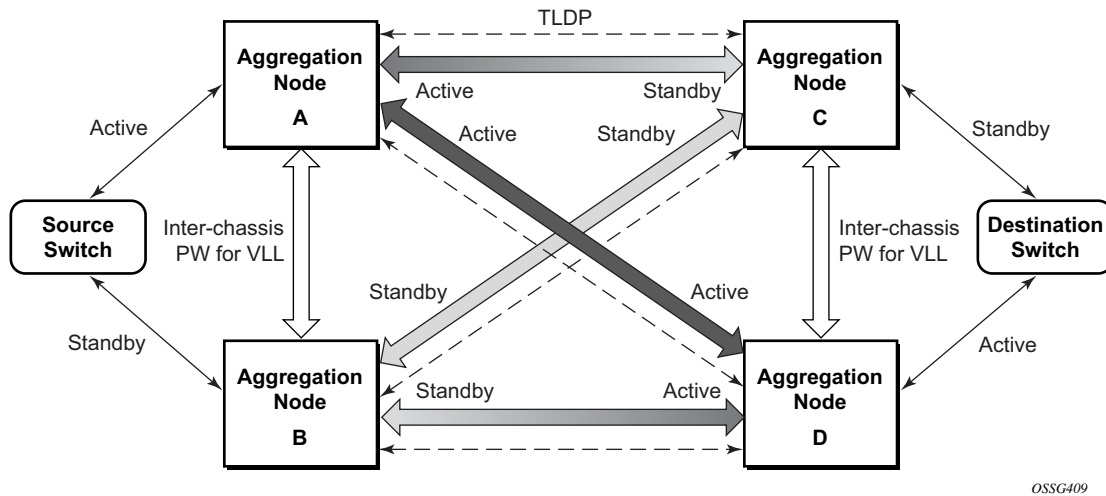 TLDP
Aggregation
Node
A
Aggregation
Node
C
Active
Standby
Active
Standby
Active
Standby
Source
Switch
Inter-chassis
PW for VLL
Inter-chassis
PW for VLL
Destination
Switch
Standby
Active
Standby
Active
Aggregation
Node
B
Standby
Active
Aggregation
Node
D
OSSG409